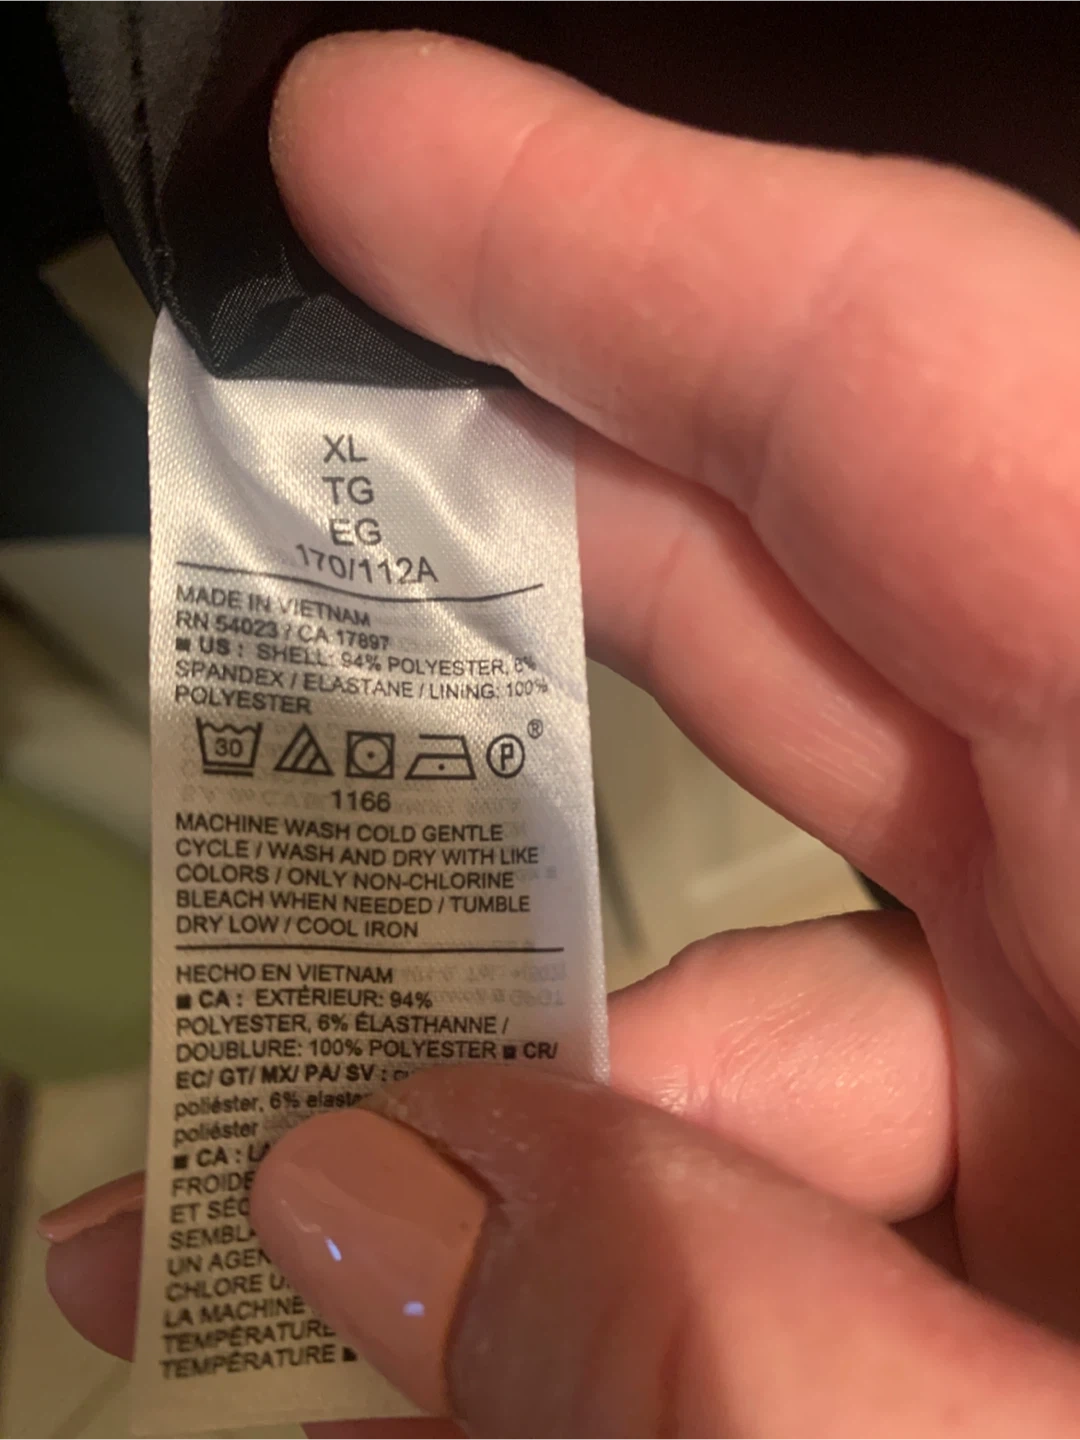 XL
TG
EG
170/112A
MADE IN VIETNAM
RN 54023 / CA 17897
■ US : SHELL: 94% POLYESTER, 6%
SPANDEX / ELASTANE / LINING: 100%
POLYESTER
30 P ®
1166
MACHINE WASH COLD GENTLE
CYCLE / WASH AND DRY WITH LIKE
COLORS / ONLY NON-CHLORINE
BLEACH WHEN NEEDED / TUMBLE
DRY LOW / COOL IRON
HECHO EN VIETNAM
■ CA : EXTÉRIEUR: 94%
POLYESTER, 6% ÉLASTHANNE /
DOUBLURE: 100% POLYESTER ■ CR/
EC/ GT/ MX/ PA/ SV :
poliéster, 6%
poliéster
■ CA :
FROIDE
ET
UN
CHLORE
LA MACHINE
TEMPÉRATURE
TEMPÉRATURE ■